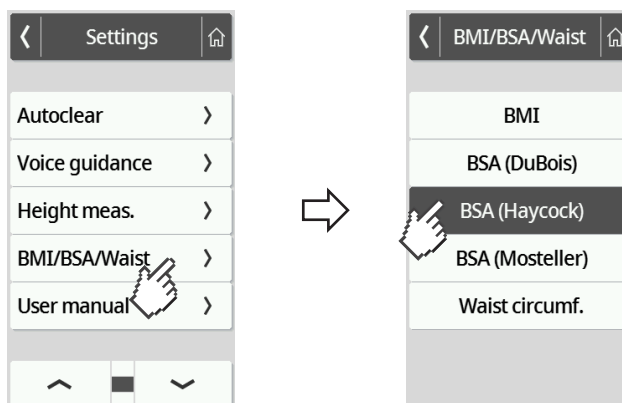 Settings
Autoclear
Voice guidance
Height meas.
BMI/BSA/Waist
User manual
BMI/BSA/Waist
BMI
BSA (DuBois)
BSA (Haycock)
BSA (Mosteller)
Waist circumf.